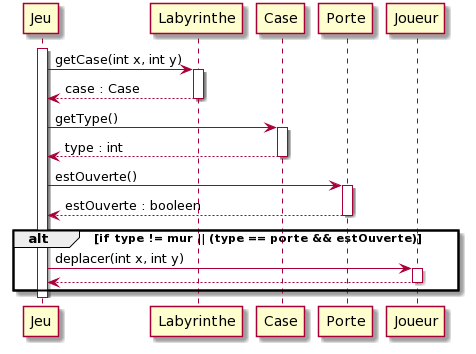 Jeu Labyrinthe Case Porte Joueur
getCase(int x, int y)
case : Case
getType()
type : int
estOuverte()
estOuverte : booleen
alt [if type != mur || (type == porte && estOuverte)]
deplacer(int x, int y)
Jeu Labyrinthe Case Porte Joueur